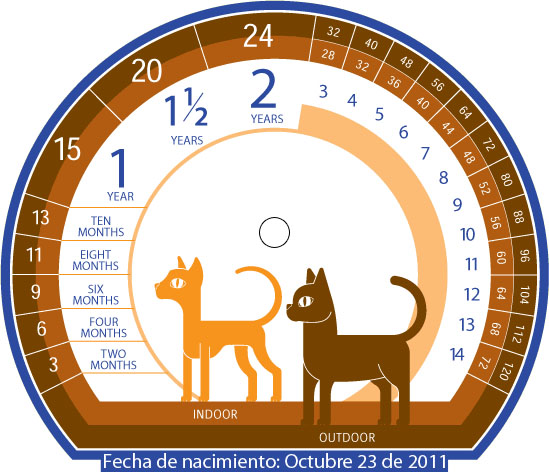 24
20
15
13
11
9
6
3
32
40
48
56
64
72
80
88
96
104
112
120
28
32
36
40
44
48
52
56
60
64
68
72
2
YEARS
1½
YEARS
1
YEAR
TEN
MONTHS
EIGHT
MONTHS
SIX
MONTHS
FOUR
MONTHS
TWO
MONTHS
3
4
5
6
7
8
9
10
11
12
13
14
INDOOR
OUTDOOR
Fecha de nacimiento: Octubre 23 de 2011